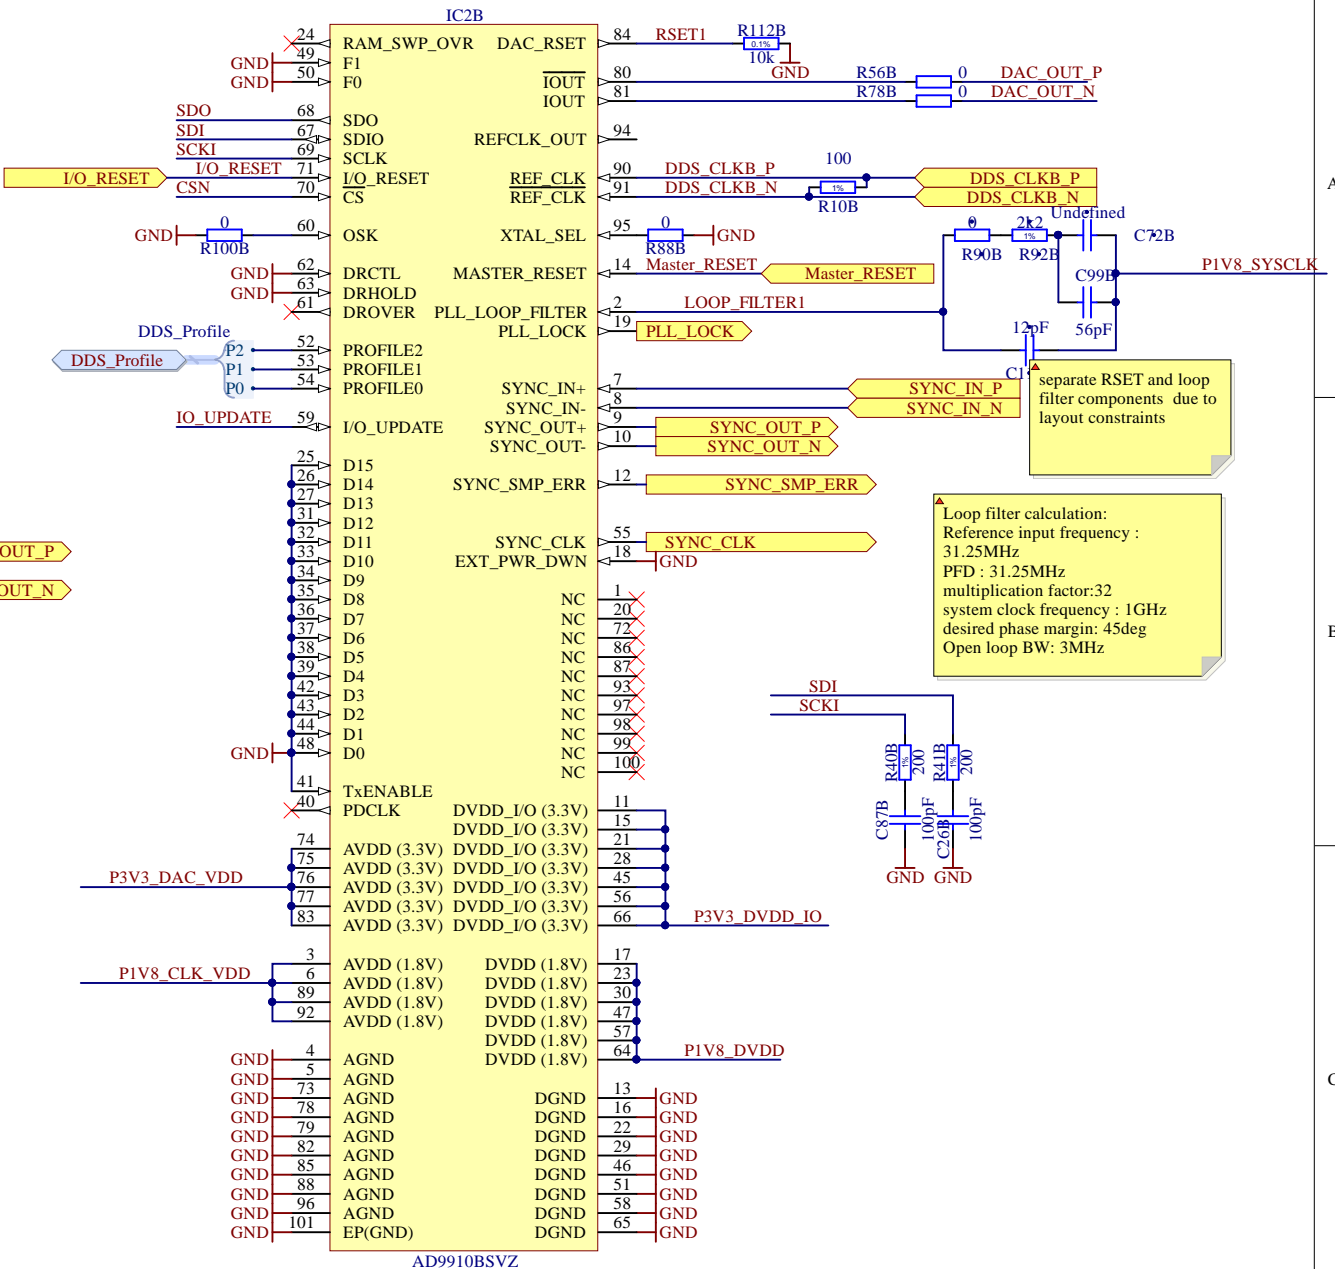 IC2B
24 RAM_SWP_OVR DAC_RSET 84 RSET1 R112B
0.1%
10k
GND
GND 49 F1
GND 50 F0
IOUT 80 R56B 0 DAC_OUT_P
IOUT 81 R78B 0 DAC_OUT_N
SDO 68 SDO
SDI 67 SDIO REFCLK_OUT 94
SCKI 69 SCLK
I/O_RESET I/O_RESET 71 I/O_RESET
CSN 70 CS
100
REF_CLK 90 DDS_CLKB_P DDS_CLKB_P
REF_CLK 91 DDS_CLKB_N DDS_CLKB_N
1%
R10B
GND 0 60 OSK
R100B
XTAL_SEL 95 0 GND
R88B
0 2k2 Undefined
1%
R90B R92B
C72B
C99B
56pF
P1V8_SYSCLK
GND 62 DRCTL MASTER_RESET 14 Master_RESET Master_RESET
GND 63 DRHOLD
61 DROVER PLL_LOOP_FILTER 2 LOOP_FILTER1
PLL_LOCK 19 PLL_LOCK
12pF
DDS_Profile
DDS_Profile
P2 52 PROFILE2
P1 53 PROFILE1
P0 54 PROFILE0
SYNC_IN+ 7 SYNC_IN_P
SYNC_IN- 8 SYNC_IN_N
IO_UPDATE 59 I/O_UPDATE SYNC_OUT+ 9 SYNC_OUT_P
SYNC_OUT- 10 SYNC_OUT_N
separate RSET and loop
filter components due to
layout constraints
25 D15
26 D14 SYNC_SMP_ERR 12 SYNC_SMP_ERR
27 D13
31 D12
32 D11 SYNC_CLK 55 SYNC_CLK
33 D10 EXT_PWR_DWN 18 GND
34 D9
35 D8 NC 1
36 D7 NC 20
37 D6 NC 72
38 D5 NC 86
39 D4 NC 87
42 D3 NC 93
43 D2 NC 97
44 D1 NC 98
GND 48 D0 NC 99
NC 100
OUT_P
OUT_N
Loop filter calculation:
Reference input frequency :
31.25MHz
PFD : 31.25MHz
multiplication factor:32
system clock frequency : 1GHz
desired phase margin: 45deg
Open loop BW: 3MHz
SDI
SCKI
R40B 1% 200
R41B 1% 200
C87B 100pF
C26B 100pF
GND GND
41 TxENABLE
40 PDCLK DVDD_I/O (3.3V) 11
DVDD_I/O (3.3V) 15
74 AVDD (3.3V) DVDD_I/O (3.3V) 21
75 AVDD (3.3V) DVDD_I/O (3.3V) 28
P3V3_DAC_VDD 76 AVDD (3.3V) DVDD_I/O (3.3V) 45
77 AVDD (3.3V) DVDD_I/O (3.3V) 56
83 AVDD (3.3V) DVDD_I/O (3.3V) 66 P3V3_DVDD_IO
3 AVDD (1.8V) DVDD (1.8V) 17
P1V8_CLK_VDD 6 AVDD (1.8V) DVDD (1.8V) 23
89 AVDD (1.8V) DVDD (1.8V) 30
92 AVDD (1.8V) DVDD (1.8V) 47
DVDD (1.8V) 57
GND 4 AGND DVDD (1.8V) 64 P1V8_DVDD
GND 5 AGND
GND 73 AGND DGND 13 GND
GND 78 AGND DGND 16 GND
GND 79 AGND DGND 22 GND
GND 82 AGND DGND 29 GND
GND 85 AGND DGND 46 GND
GND 88 AGND DGND 51 GND
GND 96 AGND DGND 58 GND
GND 101 EP(GND) DGND 65 GND
AD9910BSVZ